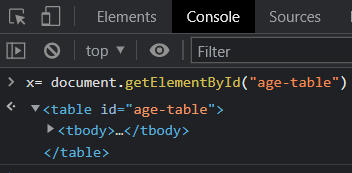 Elements Console Sources
top Filter
x= document.getElementById("age-table")
<table id="age-table">
<tbody>…</tbody>
</table>